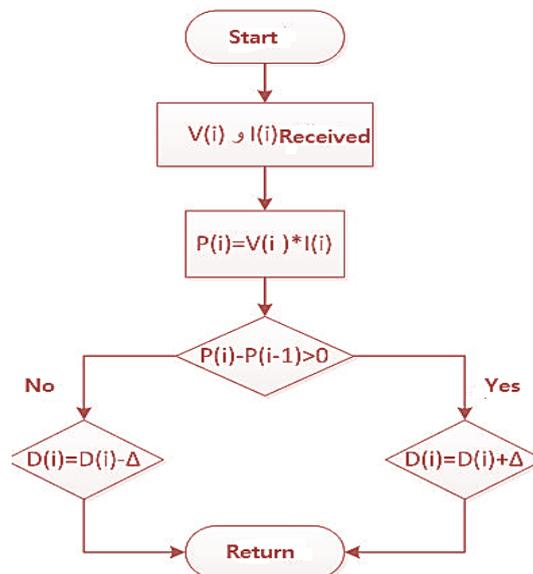 Start
V(i) و I(i) Received
P(i)=V(i )*I(i)
P(i)-P(i-1)>0
No
Yes
D(i)=D(i)-Δ
D(i)=D(i)+Δ
Return